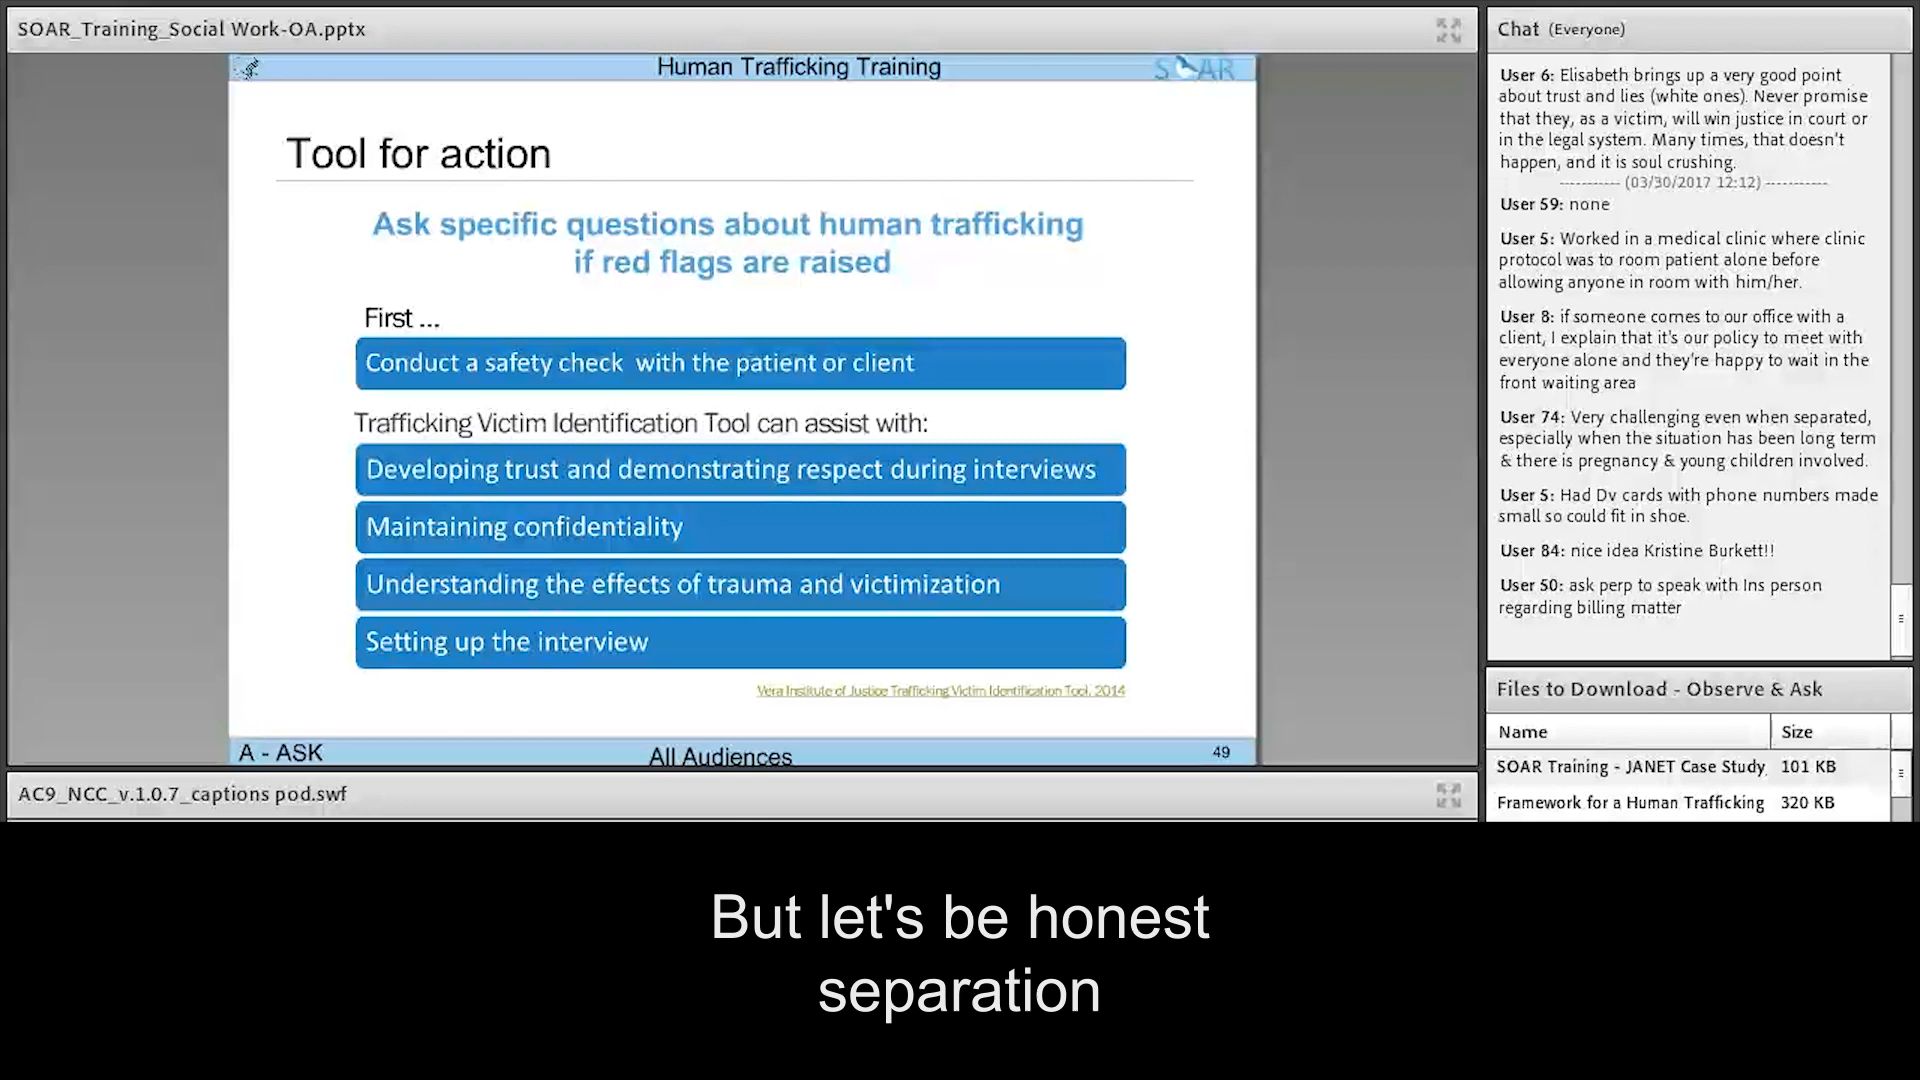 SOAR_Training_Social Work-OA.pptx
Human Trafficking Training
SOAR
Tool for action
Ask specific questions about human trafficking
if red flags are raised
First ...
Conduct a safety check with the patient or client
Trafficking Victim Identification Tool can assist with:
Developing trust and demonstrating respect during interviews
Maintaining confidentiality
Understanding the effects of trauma and victimization
Setting up the interview
Vera Institute of Justice Trafficking Victim Identification Tool, 2014
A - ASK
All Audiences
49
AC9_NCC_v.1.0.7_captions pod.swf
But let's be honest
separation
Chat (Everyone)
User 6: Elisabeth brings up a very good point
about trust and lies (white ones). Never promise
that they, as a victim, will win justice in court or
in the legal system. Many times, that doesn't
happen, and it is soul crushing.
----------- (03/30/2017 12:12) -----------
User 59: none
User 5: Worked in a medical clinic where clinic
protocol was to room patient alone before
allowing anyone in room with him/her.
User 8: if someone comes to our office with a
client, I explain that it's our policy to meet with
everyone alone and they're happy to wait in the
front waiting area
User 74: Very challenging even when separated,
especially when the situation has been long term
& there is pregnancy & young children involved.
User 5: Had Dv cards with phone numbers made
small so could fit in shoe.
User 84: nice idea Kristine Burkett!!
User 50: ask perp to speak with Ins person
regarding billing matter
Files to Download - Observe & Ask
Name Size
SOAR Training - JANET Case Study 101 KB
Framework for a Human Trafficking 320 KB